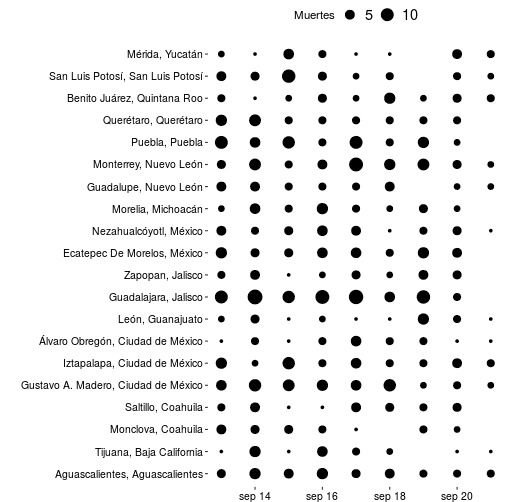 Muertes 5 10
Mérida, Yucatán
San Luis Potosí, San Luis Potosí
Benito Juárez, Quintana Roo
Querétaro, Querétaro
Puebla, Puebla
Monterrey, Nuevo León
Guadalupe, Nuevo León
Morelia, Michoacán
Nezahualcóyotl, México
Ecatepec De Morelos, México
Zapopan, Jalisco
Guadalajara, Jalisco
León, Guanajuato
Álvaro Obregón, Ciudad de México
Iztapalapa, Ciudad de México
Gustavo A. Madero, Ciudad de México
Saltillo, Coahuila
Monclova, Coahuila
Tijuana, Baja California
Aguascalientes, Aguascalientes
sep 14 sep 16 sep 18 sep 20